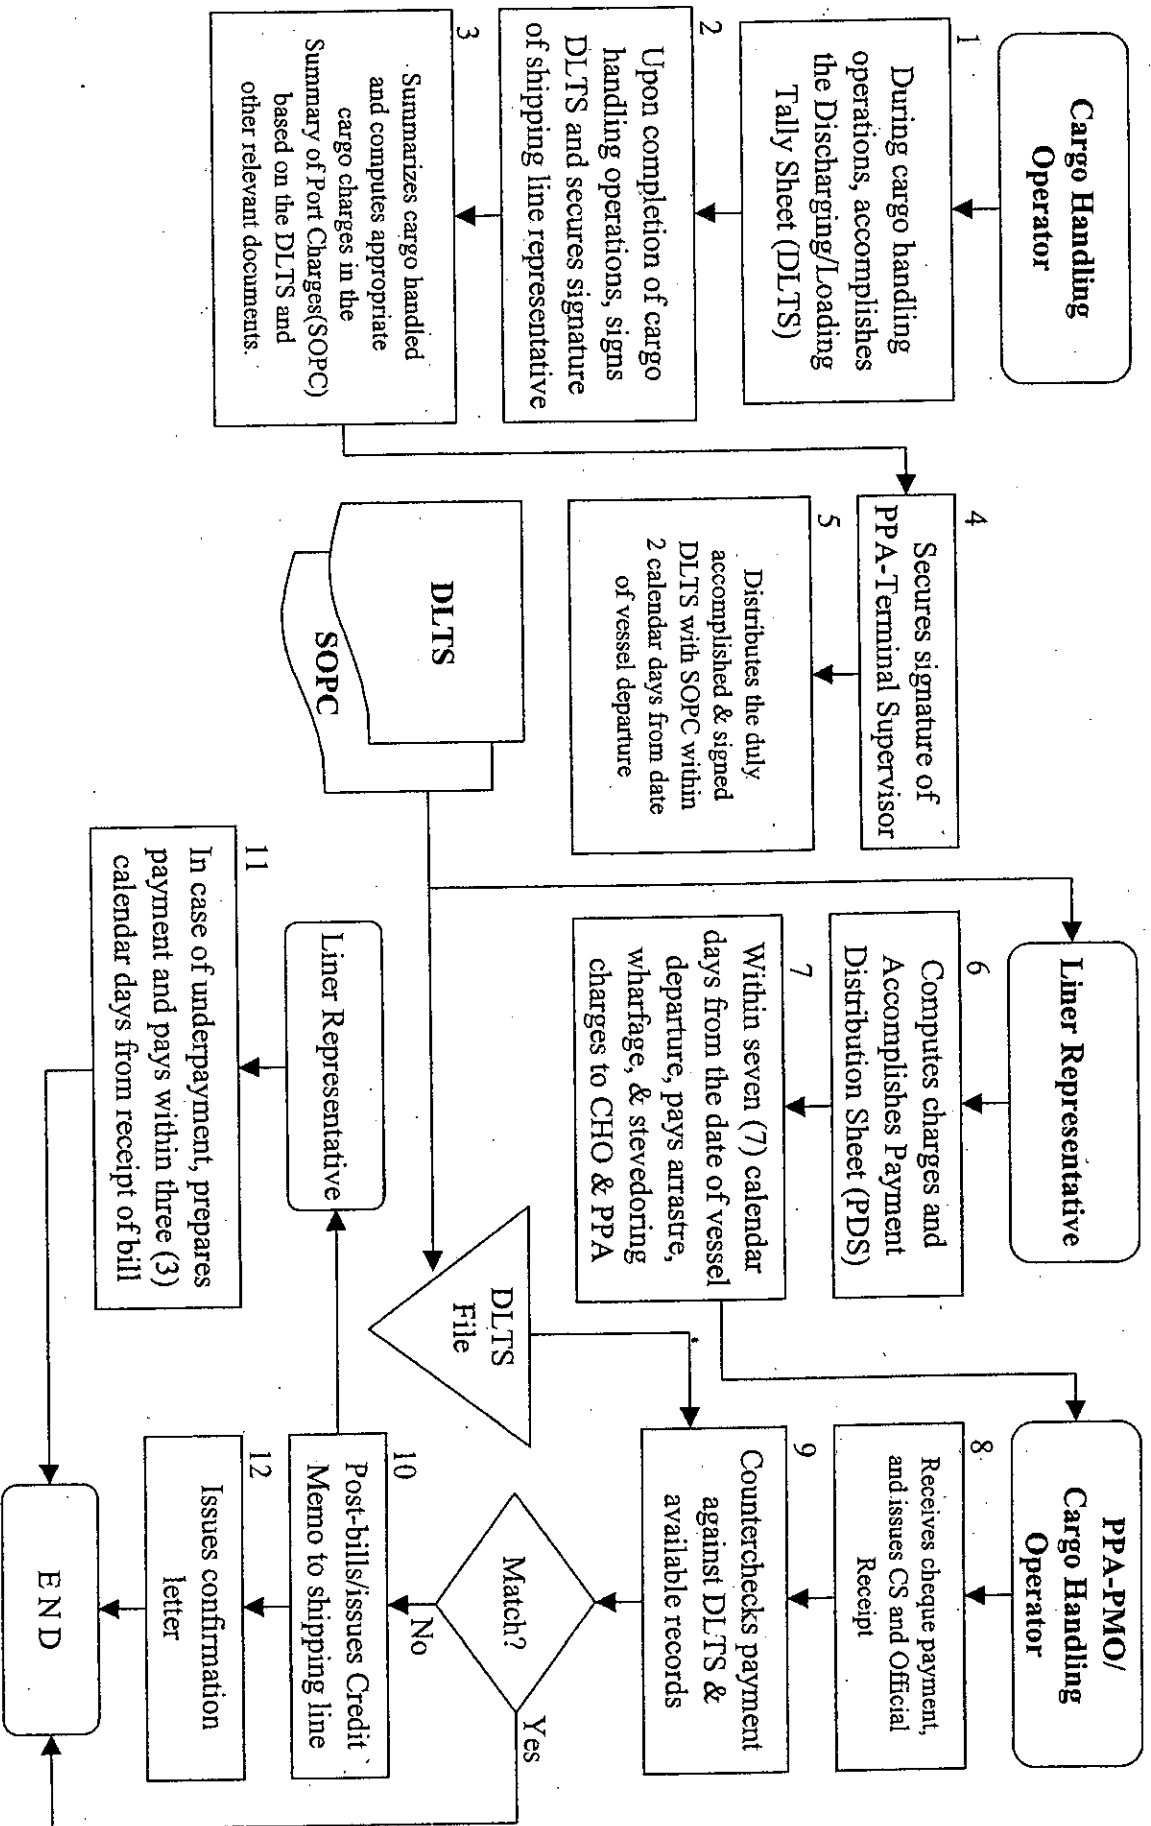 Cargo Handling
Operator
1
During cargo handling
operations, accomplishes
the Discharging/Loading
Tally Sheet (DLTS)
2
Upon completion of cargo
handling operations, signs
DLTS and secures signature
of shipping line representative
3
Summarizes cargo handled
and computes appropriate
cargo charges in the
Summary of Port Charges(SOPC)
based on the DLTS and
other relevant documents.
4
Secures signature of
PPA-Terminal Supervisor
5
Distributes the duly
accomplished & signed
DLTS with SOPC within
2 calendar days from date
of vessel departure
DLTS
SOPC
Liner Representative
6
Computes charges and
Accomplishes Payment
Distribution Sheet (PDS)
7
Within seven (7) calendar
days from the date of vessel
departure, pays arrastre,
wharfage, & stevedoring
charges to CHO & PPA
DLTS
File
Liner Representative
11
In case of underpayment, prepares
payment and pays within three (3)
calendar days from receipt of bill
PPA-PMO/
Cargo Handling
Operator
8
Receives cheque payment,
and issues CS and Official
Receipt
9
Counterchecks payment
against DLTS &
available records
Match?
Yes
No
10
Post-bills/issues Credit
Memo to shipping line
12
Issues confirmation
letter
E N D